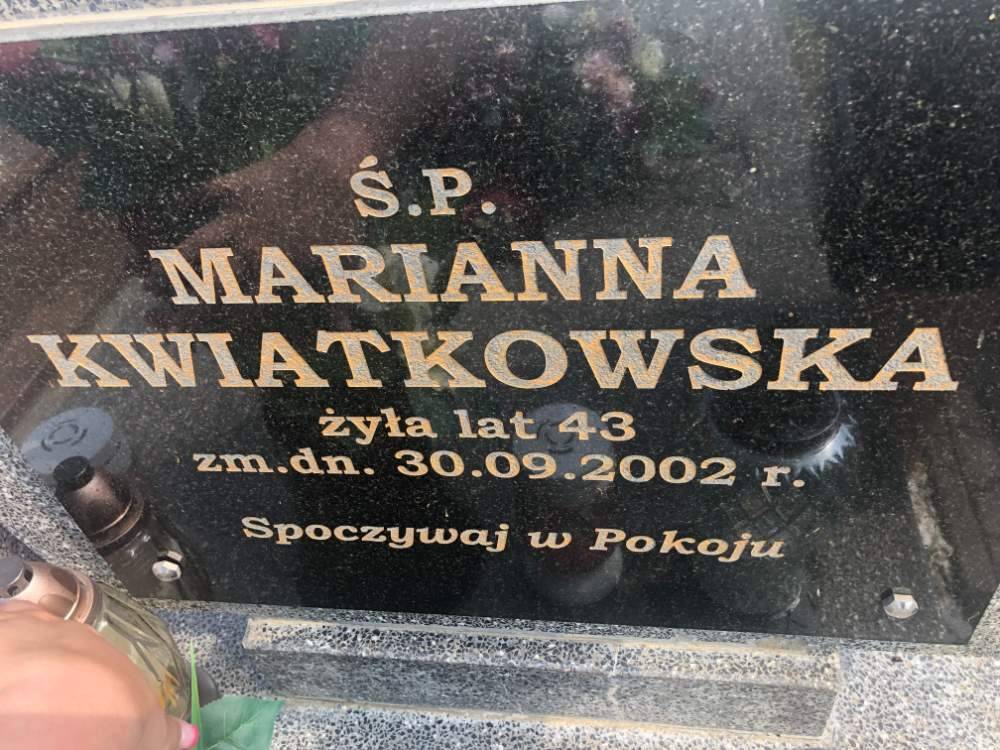 Ś.P.
MARIANNA
KWIATKOWSKA
żyła lat 43
zm.dn. 30.09.2002 r.
Spoczywaj w Pokoju